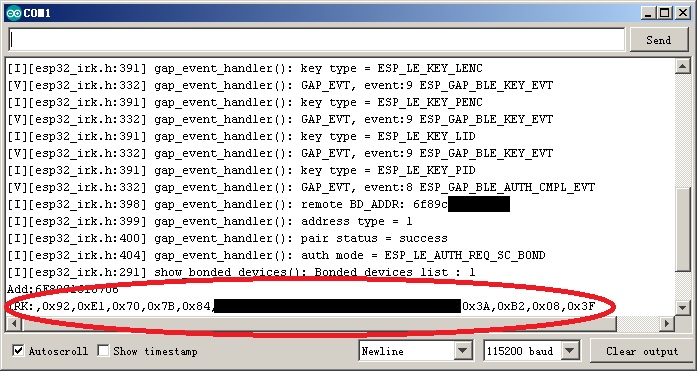 COM1
Send
[I][esp32_irk.h:391] gap_event_handler(): key type = ESP_LE_KEY_LENC
[V][esp32_irk.h:332] gap_event_handler(): GAP_EVT, event:9 ESP_GAP_BLE_KEY_EVT
[I][esp32_irk.h:391] gap_event_handler(): key type = ESP_LE_KEY_PENC
[V][esp32_irk.h:332] gap_event_handler(): GAP_EVT, event:9 ESP_GAP_BLE_KEY_EVT
[I][esp32_irk.h:391] gap_event_handler(): key type = ESP_LE_KEY_LID
[V][esp32_irk.h:332] gap_event_handler(): GAP_EVT, event:9 ESP_GAP_BLE_KEY_EVT
[I][esp32_irk.h:391] gap_event_handler(): key type = ESP_LE_KEY_PID
[V][esp32_irk.h:332] gap_event_handler(): GAP_EVT, event:8 ESP_GAP_BLE_AUTH_CMPL_EVT
[I][esp32_irk.h:398] gap_event_handler(): remote BD_ADDR: 6f89c
[I][esp32_irk.h:399] gap_event_handler(): address type = 1
[I][esp32_irk.h:400] gap_event_handler(): pair status = success
[I][esp32_irk.h:404] gap_event_handler(): auth mode = ESP_LE_AUTH_REQ_SC_BOND
[I][esp32_irk.h:291] show_bonded_devices(): Bonded devices list : 1
IRK:,0x92,0xE1,0x70,0x7B,0x84, 0x3A,0xB2,0x08,0x3F
Autoscroll Show timestamp Newline 115200 baud Clear output